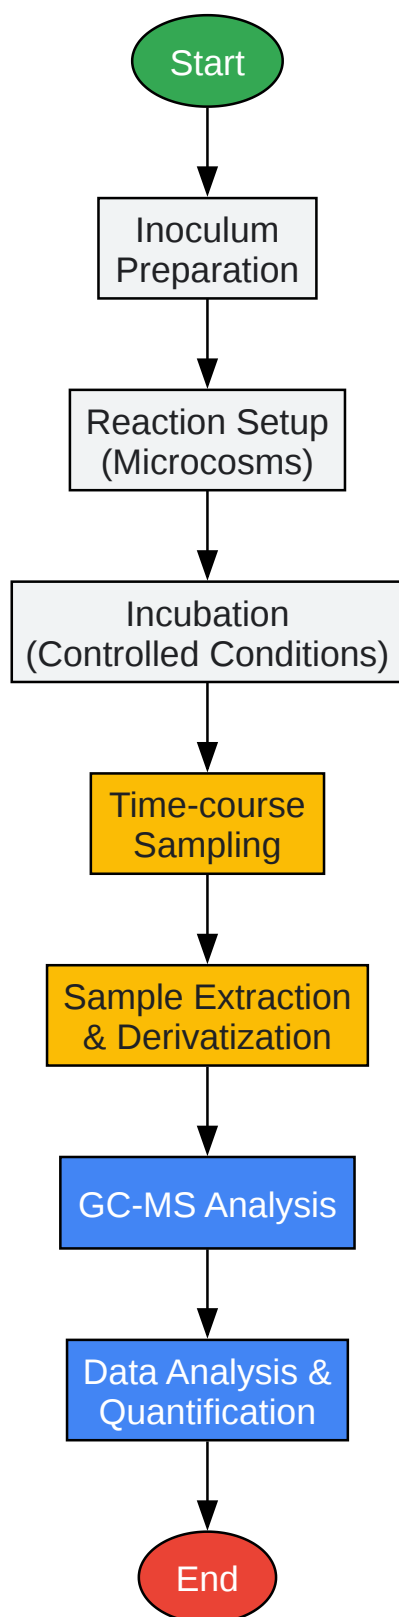 Start
Inoculum
Preparation
Reaction Setup
(Microcosms)
Incubation
(Controlled Conditions)
Time-course
Sampling
Sample Extraction
& Derivatization
GC-MS Analysis
Data Analysis &
Quantification
End